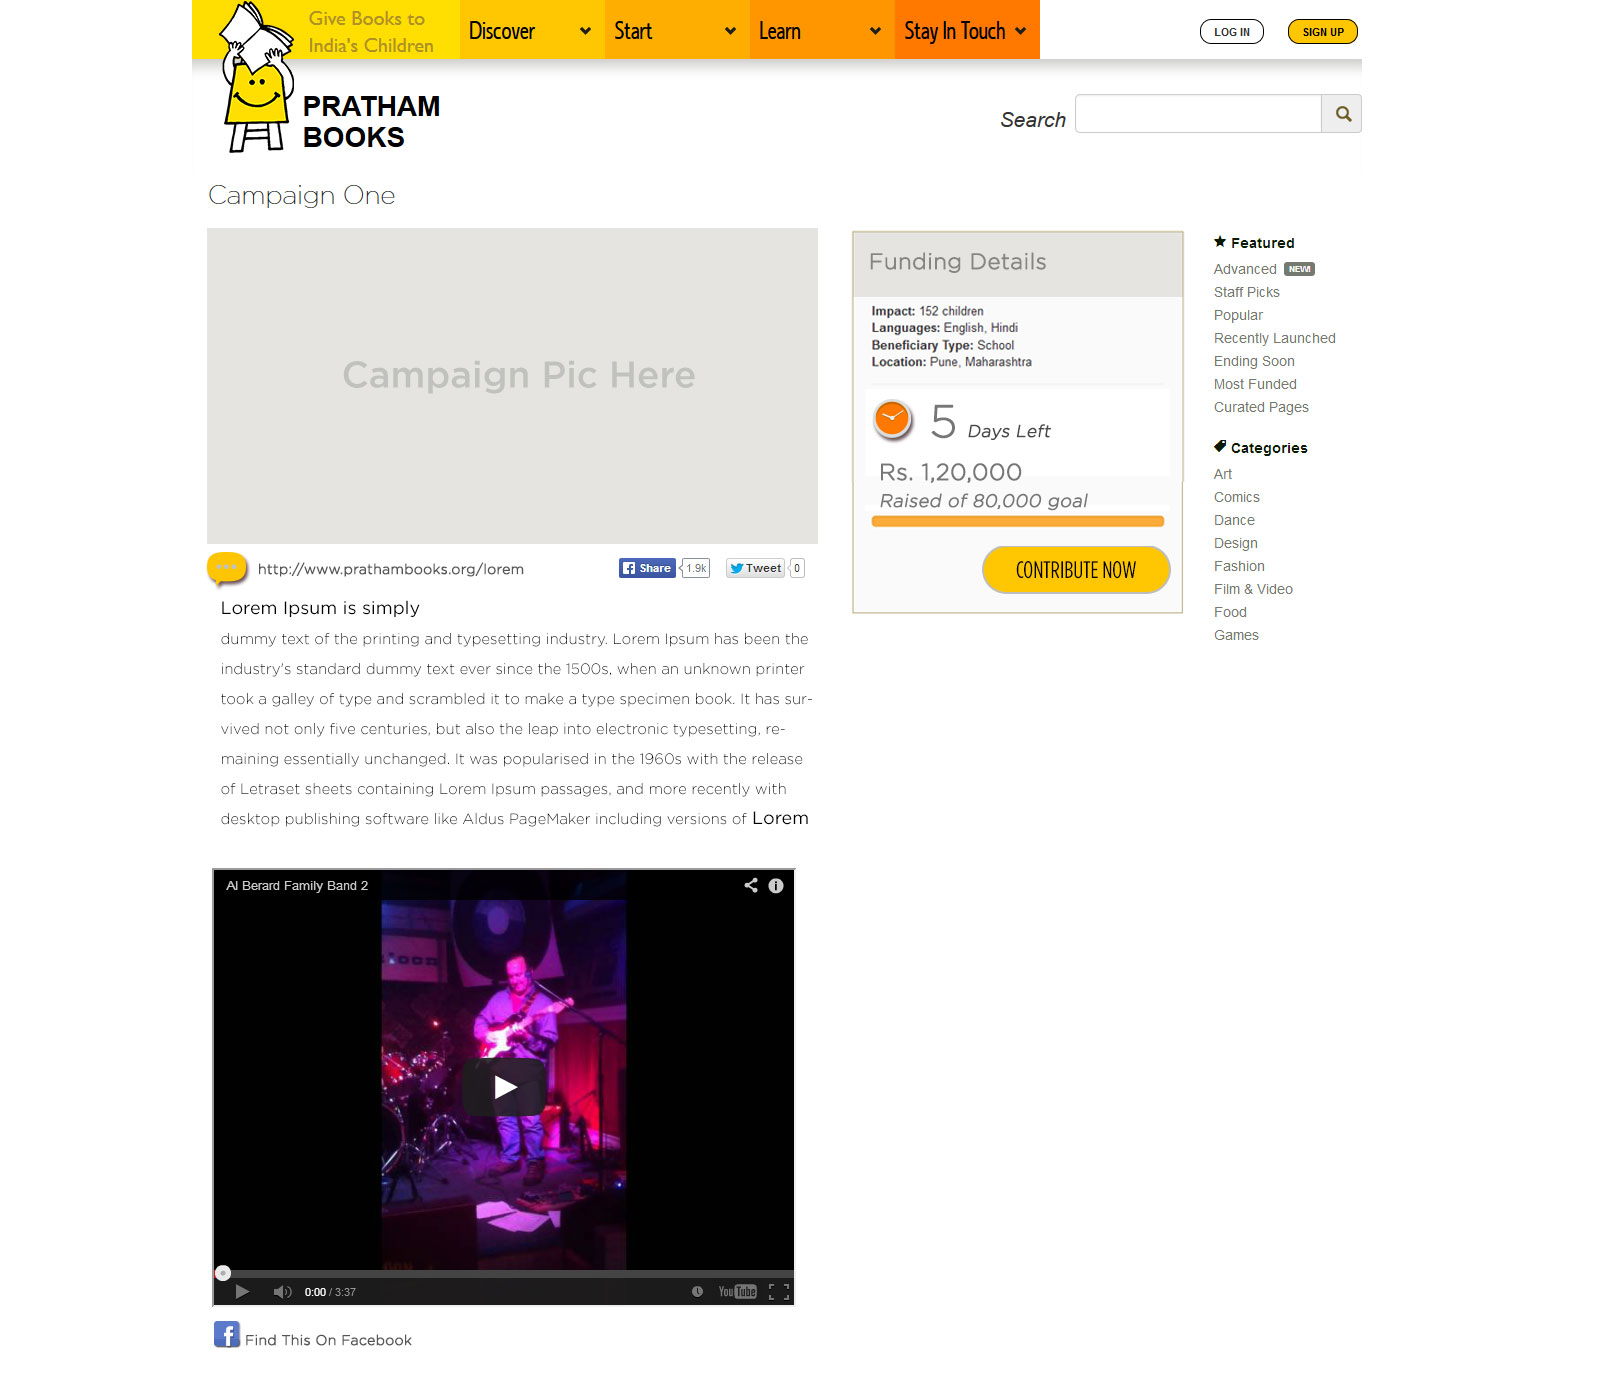 Give Books to
India's Children
Discover
Start
Learn
Stay In Touch
LOG IN
SIGN UP
PRATHAM
BOOKS
Search
Campaign One
Campaign Pic Here
http://www.prathambooks.org/lorem
Share
1.9k
Tweet
0
Lorem Ipsum is simply
dummy text of the printing and typesetting industry. Lorem Ipsum has been the
industry's standard dummy text ever since the 1500s, when an unknown printer
took a galley of type and scrambled it to make a type specimen book. It has sur-
vived not only five centuries, but also the leap into electronic typesetting, re-
maining essentially unchanged. It was popularised in the 1960s with the release
of Letraset sheets containing Lorem Ipsum passages, and more recently with
desktop publishing software like Aldus PageMaker including versions of Lorem
Al Berard Family Band 2
0:00 / 3:37
YouTube
Find This On Facebook
Funding Details
Impact: 152 children
Languages: English, Hindi
Beneficiary Type: School
Location: Pune, Maharashtra
5 Days Left
Rs. 1,20,000
Raised of 80,000 goal
CONTRIBUTE NOW
Featured
Advanced NEW!
Staff Picks
Popular
Recently Launched
Ending Soon
Most Funded
Curated Pages
Categories
Art
Comics
Dance
Design
Fashion
Film & Video
Food
Games